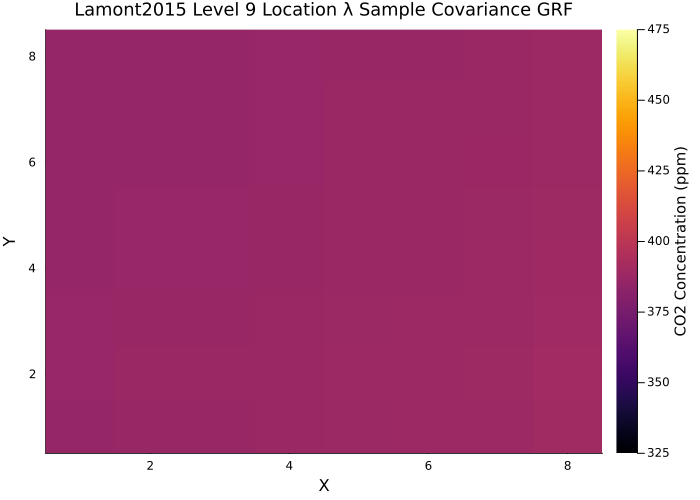 Lamont2015 Level 9 Location λ Sample Covariance GRF
8
6
4
2
Y
2 4 6 8
X
475
450
425
400
375
350
325
CO2 Concentration (ppm)